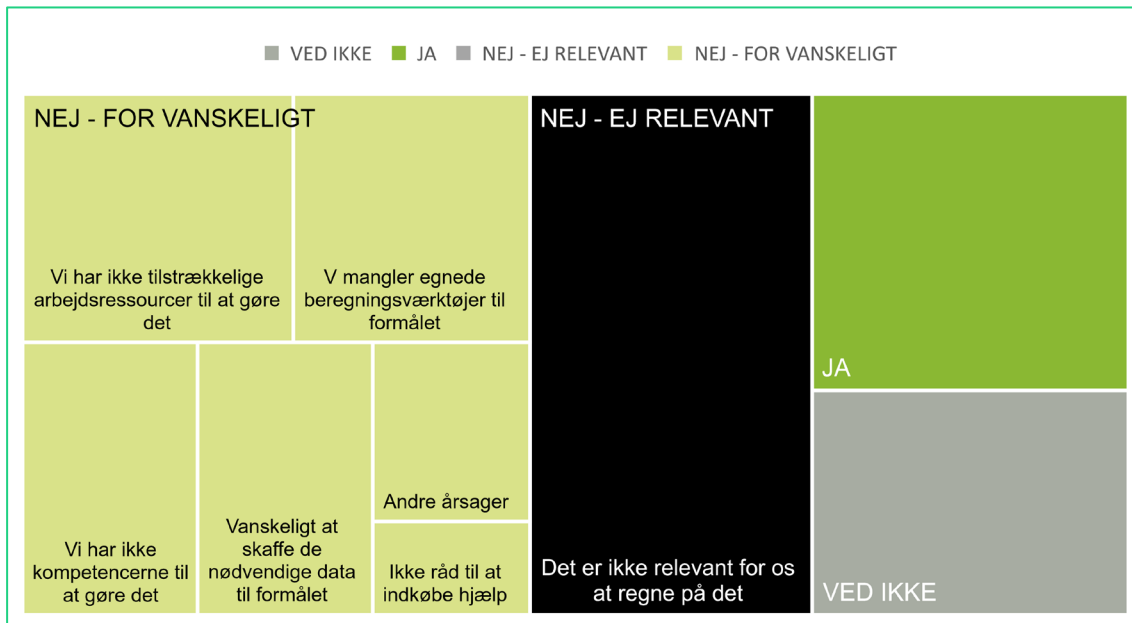 VED IKKE JA NEJ - EJ RELEVANT NEJ - FOR VANSKELIGT
NEJ - FOR VANSKELIGT
Vi har ikke tilstrækkelige
arbejdsressourcer til at gøre
det
V mangler egnede
beregningsværktøjer til
formålet
Vi har ikke
kompetencerne til
at gøre det
Vanskeligt at
skaffe de
nødvendige data
til formålet
Andre årsager
Ikke råd til at
indkøbe hjælp
NEJ - EJ RELEVANT
Det er ikke relevant for os
at regne på det
JA
VED IKKE